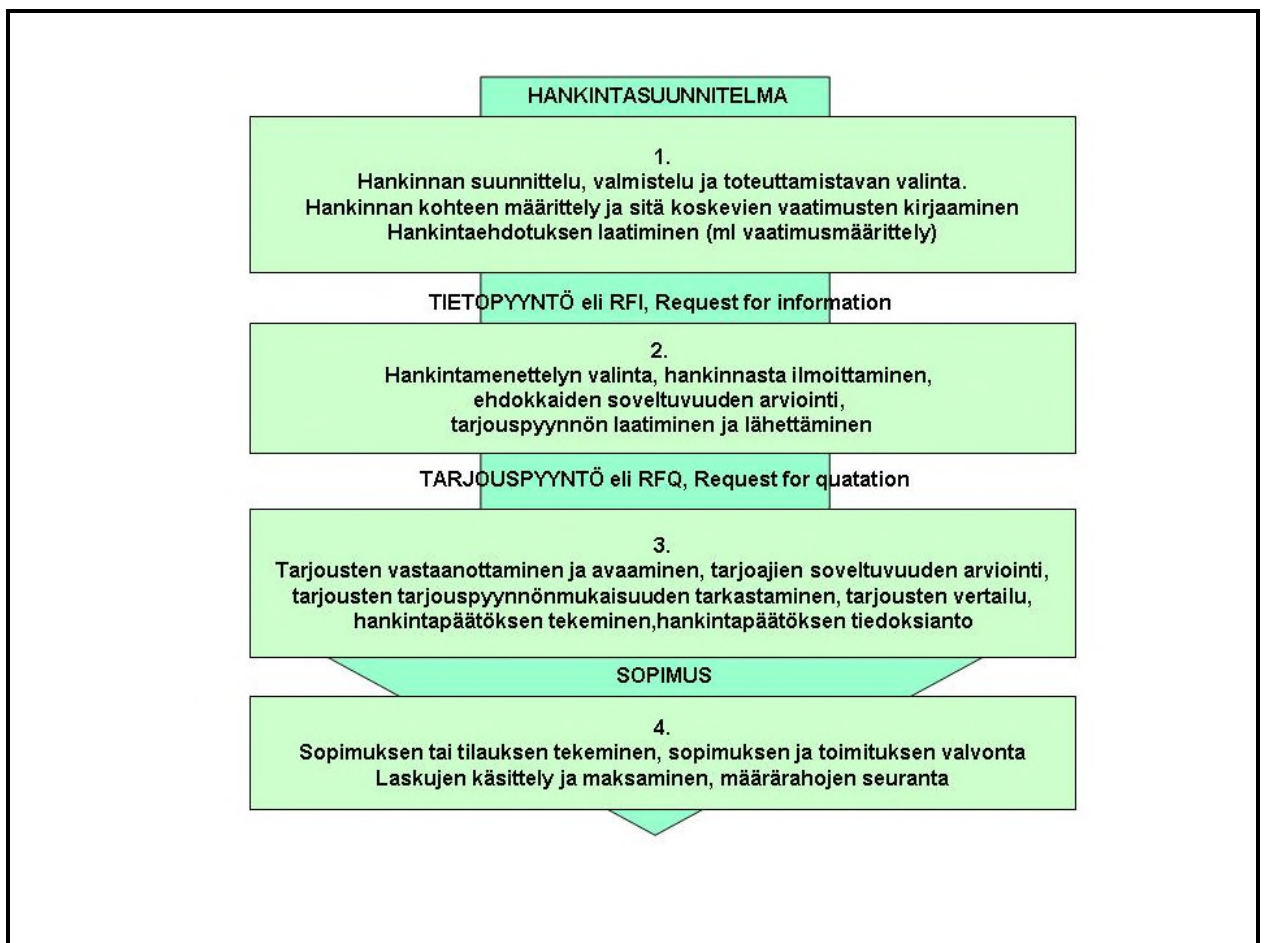 HANKINTASUUNNITELMA
1.
Hankinnan suunnittelu, valmistelu ja toteuttamistavan valinta.
Hankinnan kohteen määrittely ja sitä koskevien vaatimusten kirjaaminen
Hankintaehdotuksen laatiminen (ml vaatimusmäärittely)
TIETOPYYNTÖ eli RFI, Request for information
2.
Hankintamenettelyn valinta, hankinnasta ilmoittaminen,
ehdokkaiden soveltuvuuden arviointi,
tarjouspyynnön laatiminen ja lähettäminen
TARJOUSPYYNTÖ eli RFQ, Request for quatation
3.
Tarjousten vastaanottaminen ja avaaminen, tarjoajien soveltuvuuden arviointi,
tarjousten tarjouspyynnönmukaisuuden tarkastaminen, tarjousten vertailu,
hankintapäätöksen tekeminen,hankintapäätöksen tiedoksianto
SOPIMUS
4.
Sopimuksen tai tilauksen tekeminen, sopimuksen ja toimituksen valvonta
Laskujen käsittely ja maksaminen, määrärahojen seuranta